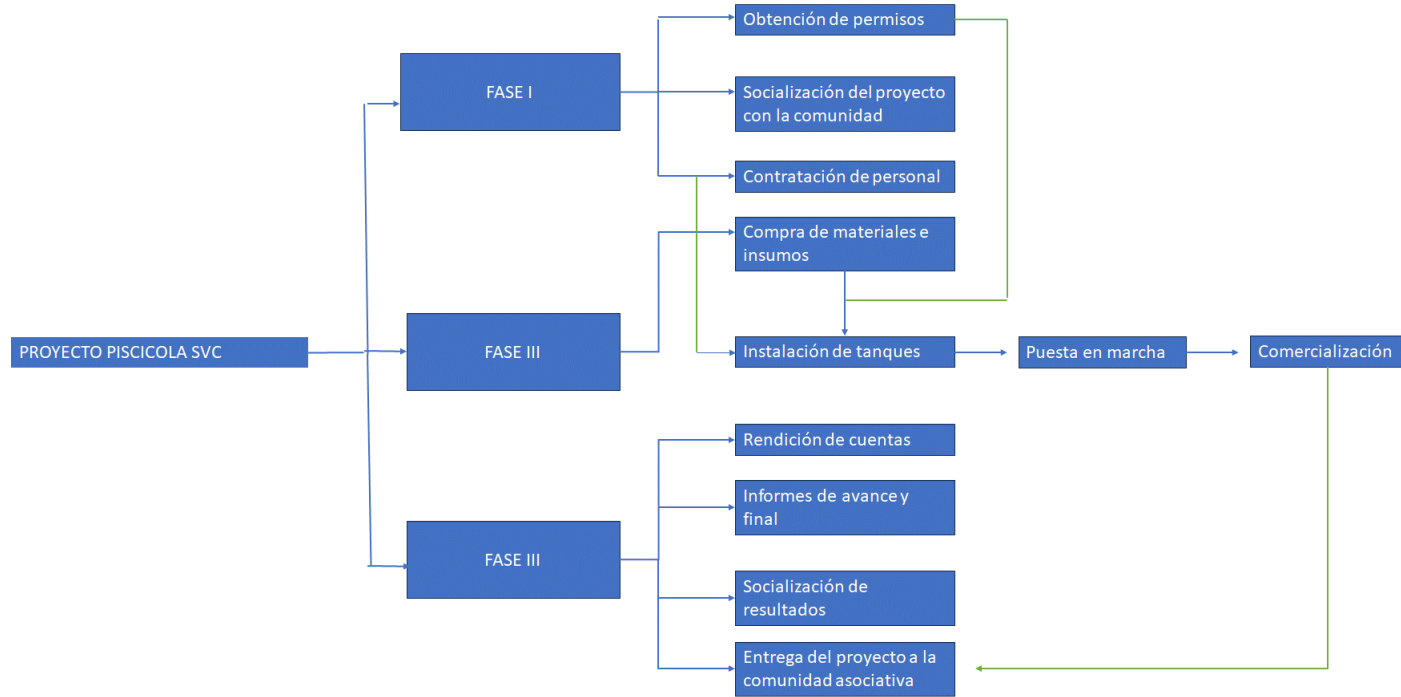 Obtención de permisos
FASE I
Socialización del proyecto
con la comunidad
Contratación de personal
Compra de materiales e
insumos
PROYECTO PISCICOLA SVC
FASE III
Instalación de tanques
Puesta en marcha
Comercialización
Rendición de cuentas
Informes de avance y
final
FASE III
Socialización de
resultados
Entrega del proyecto a la
comunidad asociativa